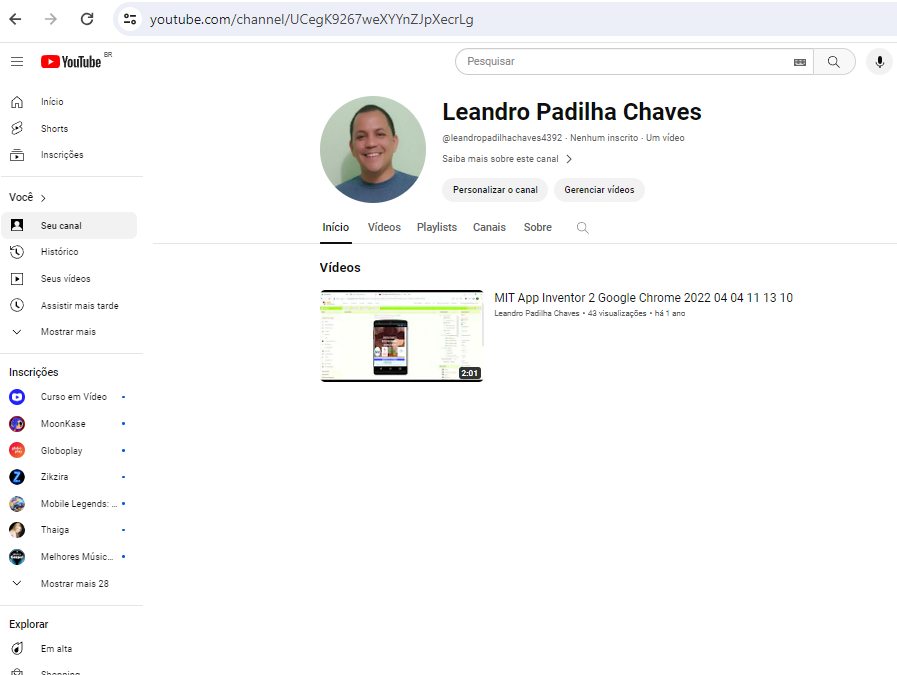 youtube.com/channel/UCegK9267weXYYnZJpXecrLg
YouTube BR
Pesquisar
Início
Shorts
Inscrições
Você
Seu canal
Histórico
Seus vídeos
Assistir mais tarde
Mostrar mais
Inscrições
Curso em Vídeo
MoonKase
Globoplay
Zikzira
Mobile Legends: ...
Thaiga
Melhores Músic...
Mostrar mais 28
Explorar
Em alta
Shopping
Leandro Padilha Chaves
@leandropadilhachaves4392 · Nenhum inscrito · Um vídeo
Saiba mais sobre este canal
Personalizar o canal Gerenciar vídeos
Início Vídeos Playlists Canais Sobre
Vídeos
2:01
MIT App Inventor 2 Google Chrome 2022 04 04 11 13 10
Leandro Padilha Chaves • 43 visualizações • há 1 ano